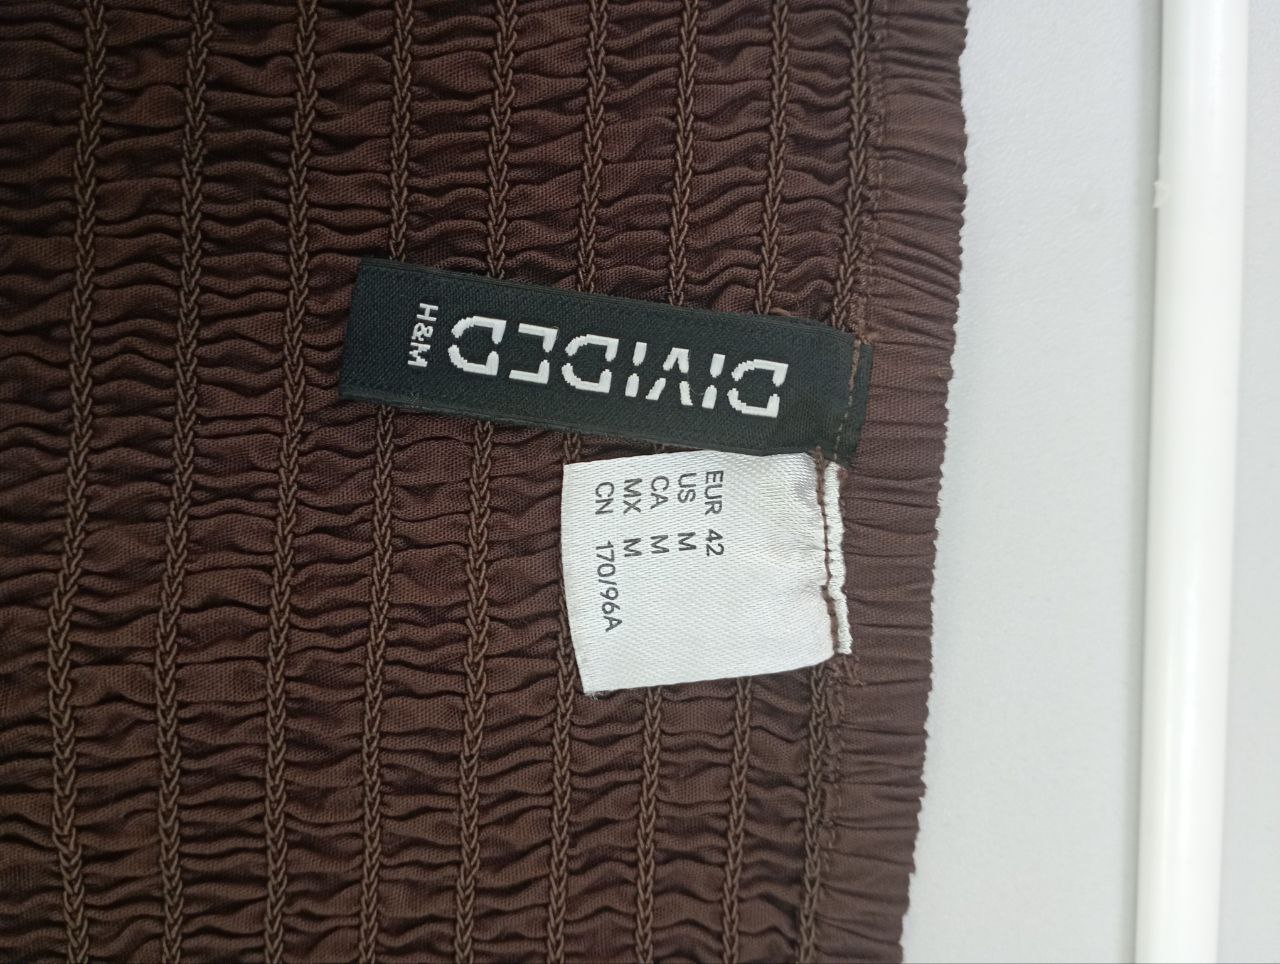 DIVIDED
H&M
EUR 42
US M
CA M
MX M
CN 170/96A